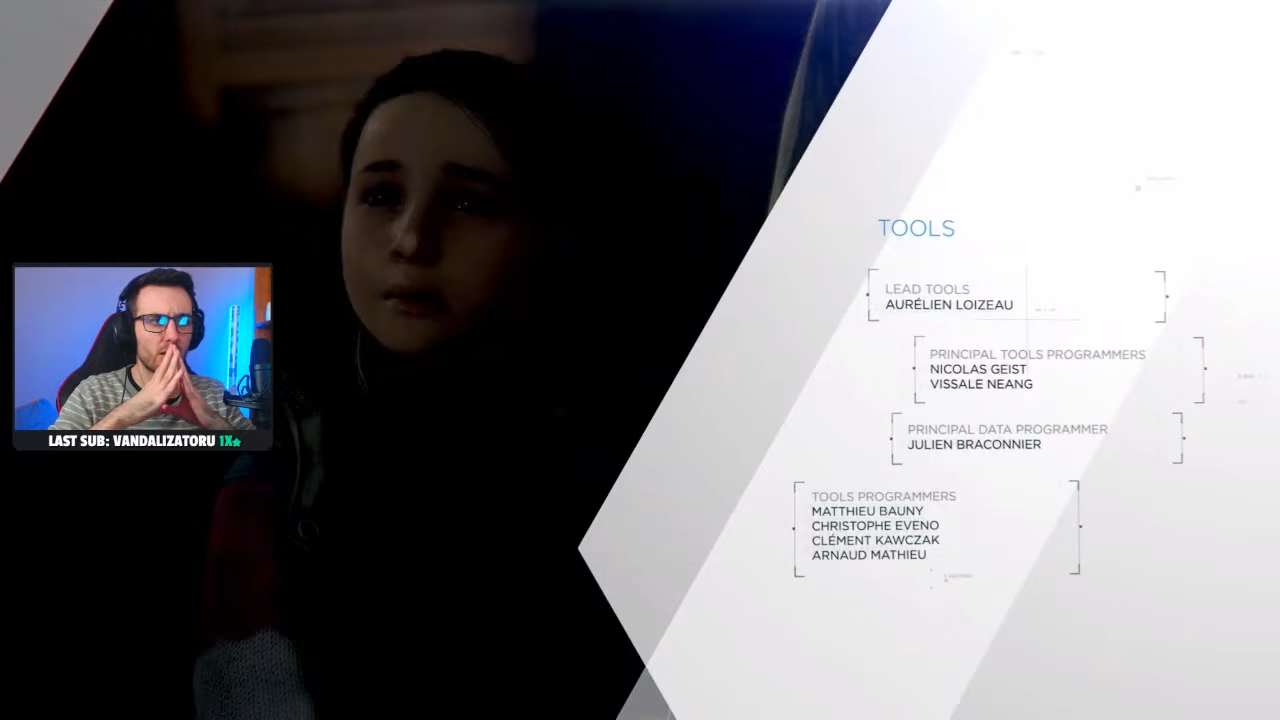 TOOLS
LEAD TOOLS
AURÉLIEN LOIZEAU
PRINCIPAL TOOLS PROGRAMMERS
NICOLAS GEIST
VISSALE NEANG
PRINCIPAL DATA PROGRAMMER
JULIEN BRACONNIER
TOOLS PROGRAMMERS
MATTHIEU BAUNY
CHRISTOPHE EVENO
CLÉMENT KAWCZAK
ARNAUD MATHIEU
LAST SUB: VANDALIZATORU 1X